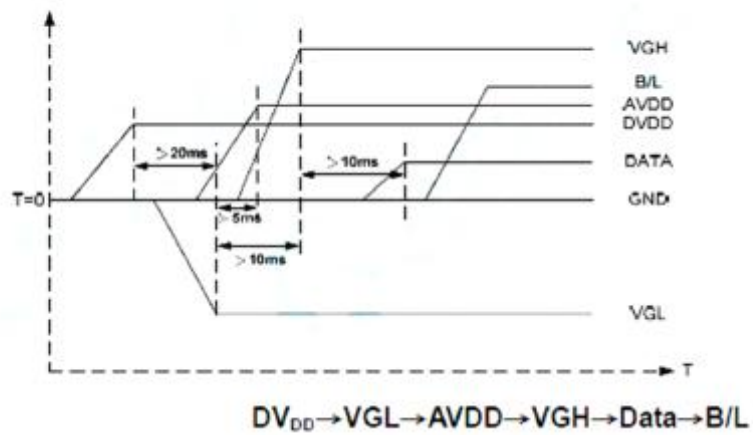 VGH
B/L
AVDD
DVDD
>20ms
>10ms
DATA
T=0
GND
>5ms
>10ms
VGL
T
DVDD→VGL→AVDD→VGH→Data→B/L